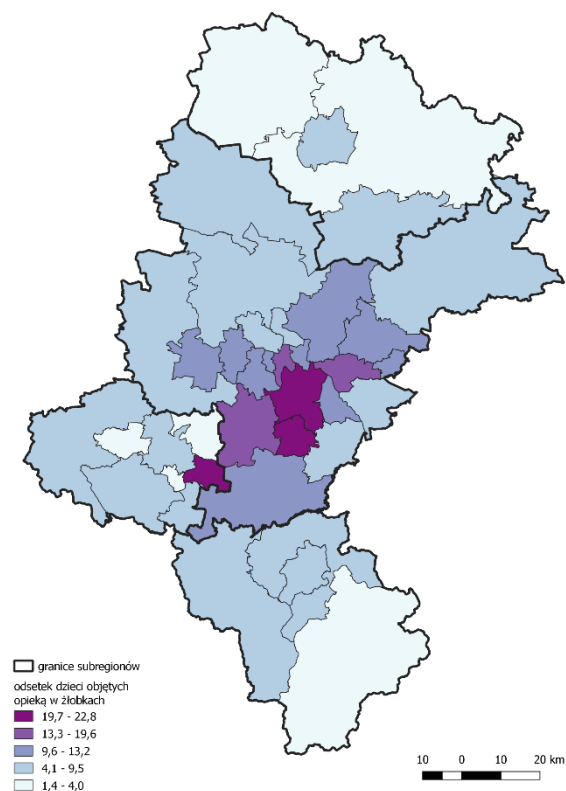 granice subregionów
odsetek dzieci objętych
opieką w żłobkach
19,7 - 22,8
13,3 - 19,6
9,6 - 13,2
4,1 - 9,5
1,4 - 4,0
10 0 10 20 km